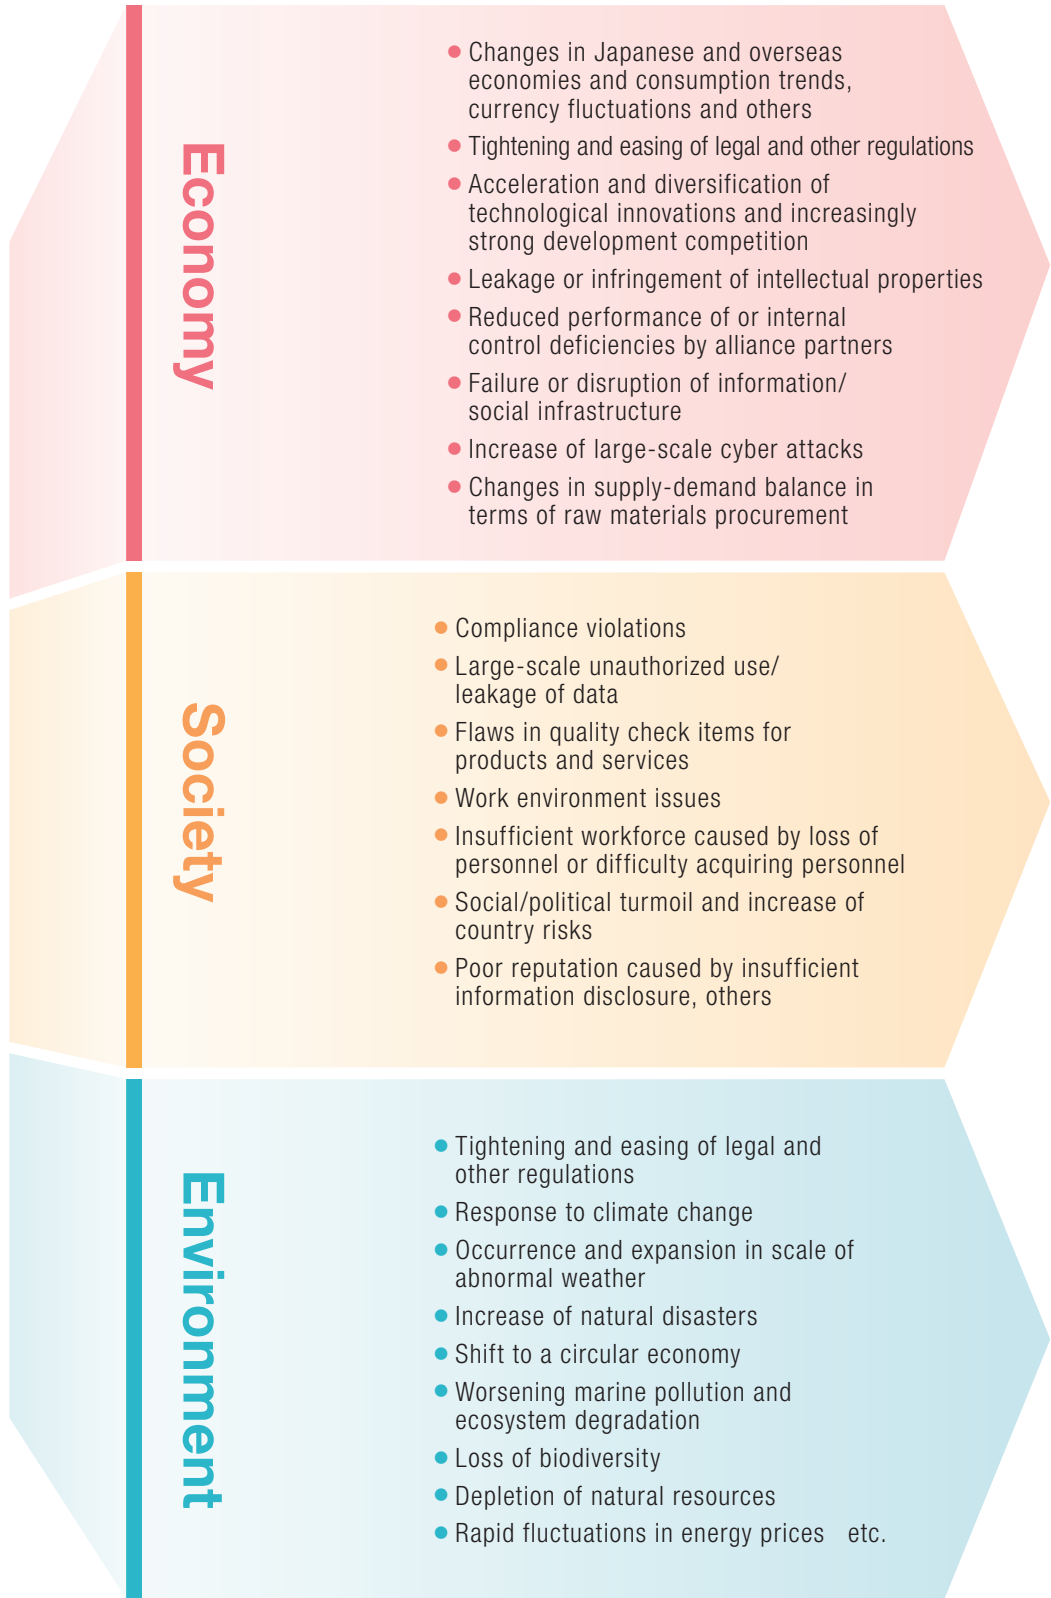 Economy
● Changes in Japanese and overseas
economies and consumption trends,
currency fluctuations and others
● Tightening and easing of legal and other regulations
● Acceleration and diversification of
technological innovations and increasingly
strong development competition
● Leakage or infringement of intellectual properties
● Reduced performance of or internal
control deficiencies by alliance partners
● Failure or disruption of information/
social infrastructure
● Increase of large-scale cyber attacks
● Changes in supply-demand balance in
terms of raw materials procurement
Society
● Compliance violations
● Large-scale unauthorized use/
leakage of data
● Flaws in quality check items for
products and services
● Work environment issues
● Insufficient workforce caused by loss of
personnel or difficulty acquiring personnel
● Social/political turmoil and increase of
country risks
● Poor reputation caused by insufficient
information disclosure, others
Environment
● Tightening and easing of legal and
other regulations
● Response to climate change
● Occurrence and expansion in scale of
abnormal weather
● Increase of natural disasters
● Shift to a circular economy
● Worsening marine pollution and
ecosystem degradation
● Loss of biodiversity
● Depletion of natural resources
● Rapid fluctuations in energy prices etc.